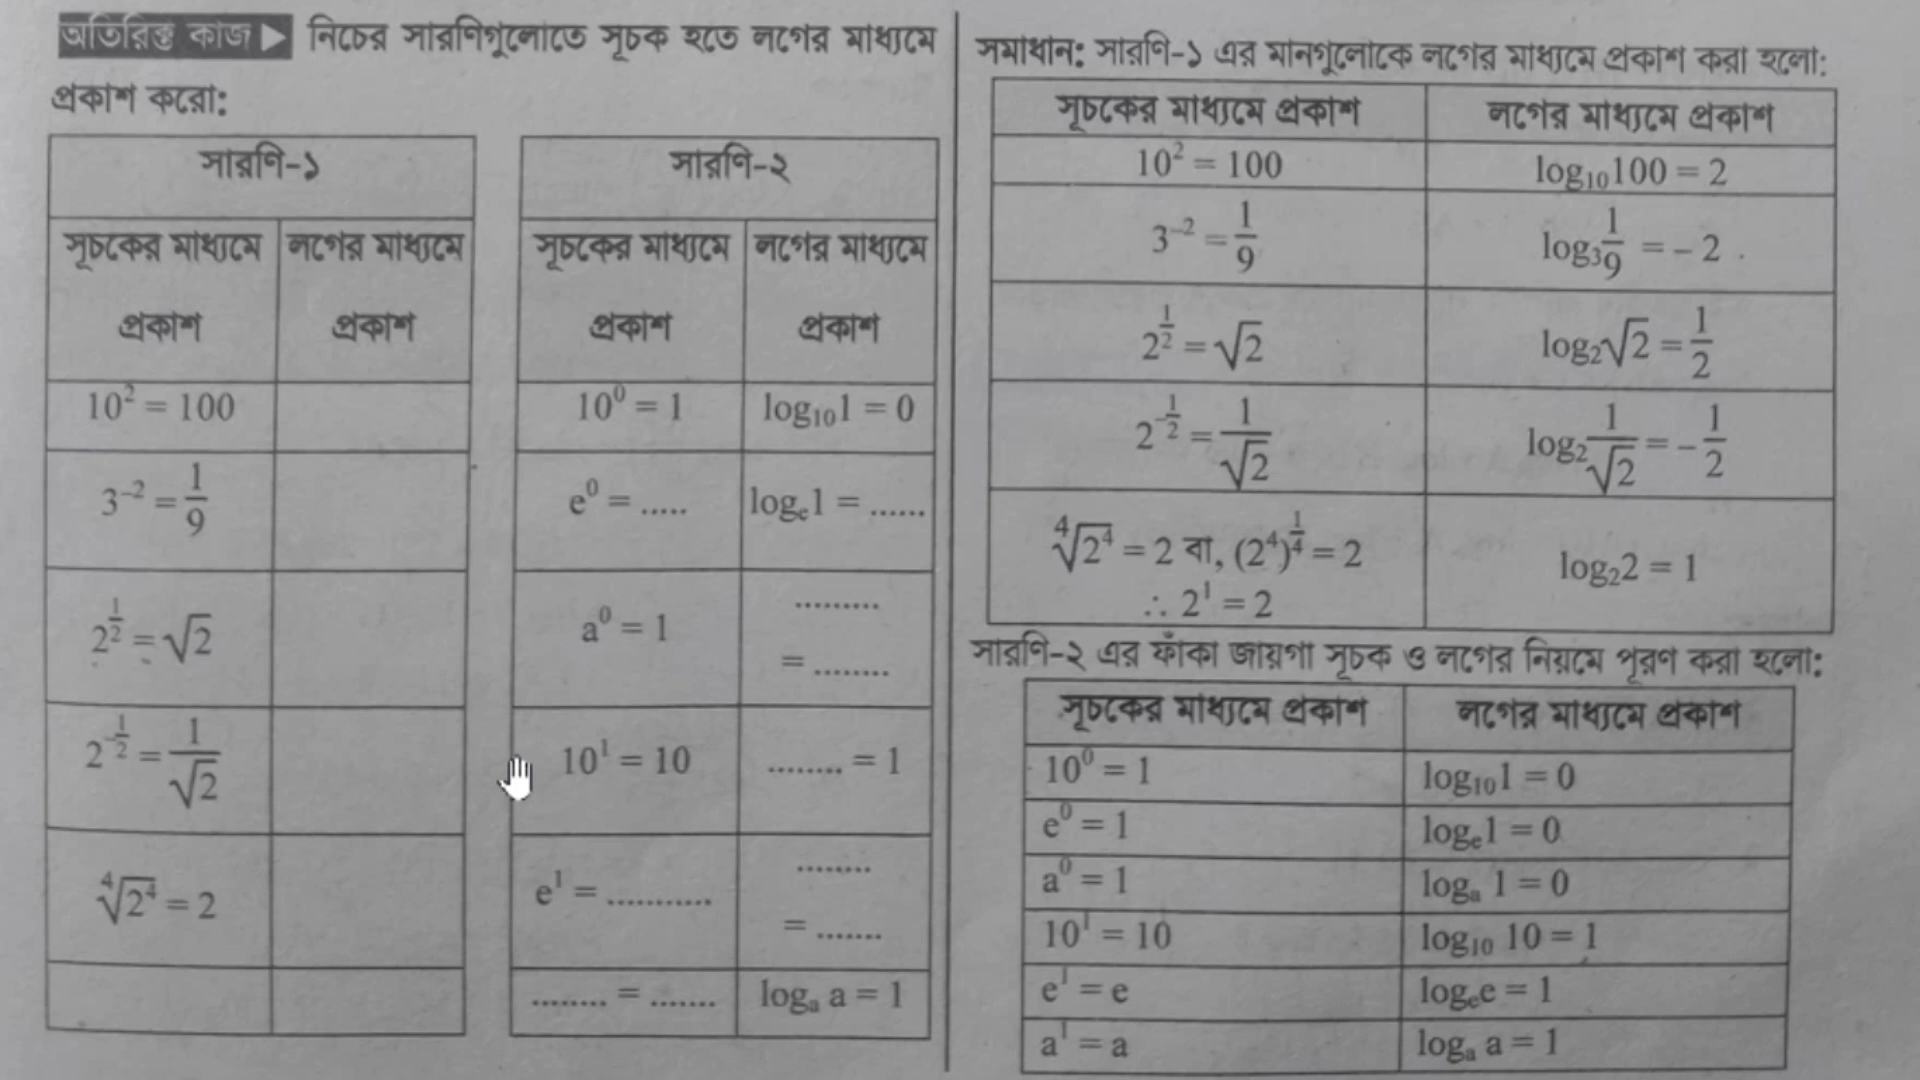 অতিরিক্ত কাজ ▶ নিচের সারণিগুলোতে সূচক হতে লগের মাধ্যমে
প্রকাশ করো:
সারণি-১
সূচকের মাধ্যমে প্রকাশ | লগের মাধ্যমে প্রকাশ
10² = 100
3⁻² = 1/9
2^(1/2) = √2
2^(-1/2) = 1/√2
∜(2⁴) = 2
সারণি-২
সূচকের মাধ্যমে প্রকাশ | লগের মাধ্যমে প্রকাশ
10⁰ = 1 | log₁₀1 = 0
e⁰ = ..... | logₑ1 = ......
a⁰ = 1 | ......... = ........
10¹ = 10 | ........ = 1
e¹ = ........... | ........ = .......
........ = ....... | logₐ a = 1
সমাধান: সারণি-১ এর মানগুলোকে লগের মাধ্যমে প্রকাশ করা হলো:
সূচকের মাধ্যমে প্রকাশ | লগের মাধ্যমে প্রকাশ
10² = 100 | log₁₀100 = 2
3⁻² = 1/9 | log₃ 1/9 = - 2
2^(1/2) = √2 | log₂√2 = 1/2
2^(-1/2) = 1/√2 | log₂ 1/√2 = - 1/2
∜(2⁴) = 2 বা, (2⁴)^(1/4) = 2
∴ 2¹ = 2 | log₂2 = 1
সারণি-২ এর ফাঁকা জায়গা সূচক ও লগের নিয়মে পূরণ করা হলো:
সূচকের মাধ্যমে প্রকাশ | লগের মাধ্যমে প্রকাশ
10⁰ = 1 | log₁₀1 = 0
e⁰ = 1 | logₑ1 = 0
a⁰ = 1 | logₐ 1 = 0
10¹ = 10 | log₁₀ 10 = 1
e¹ = e | logₑe = 1
a¹ = a | logₐ a = 1